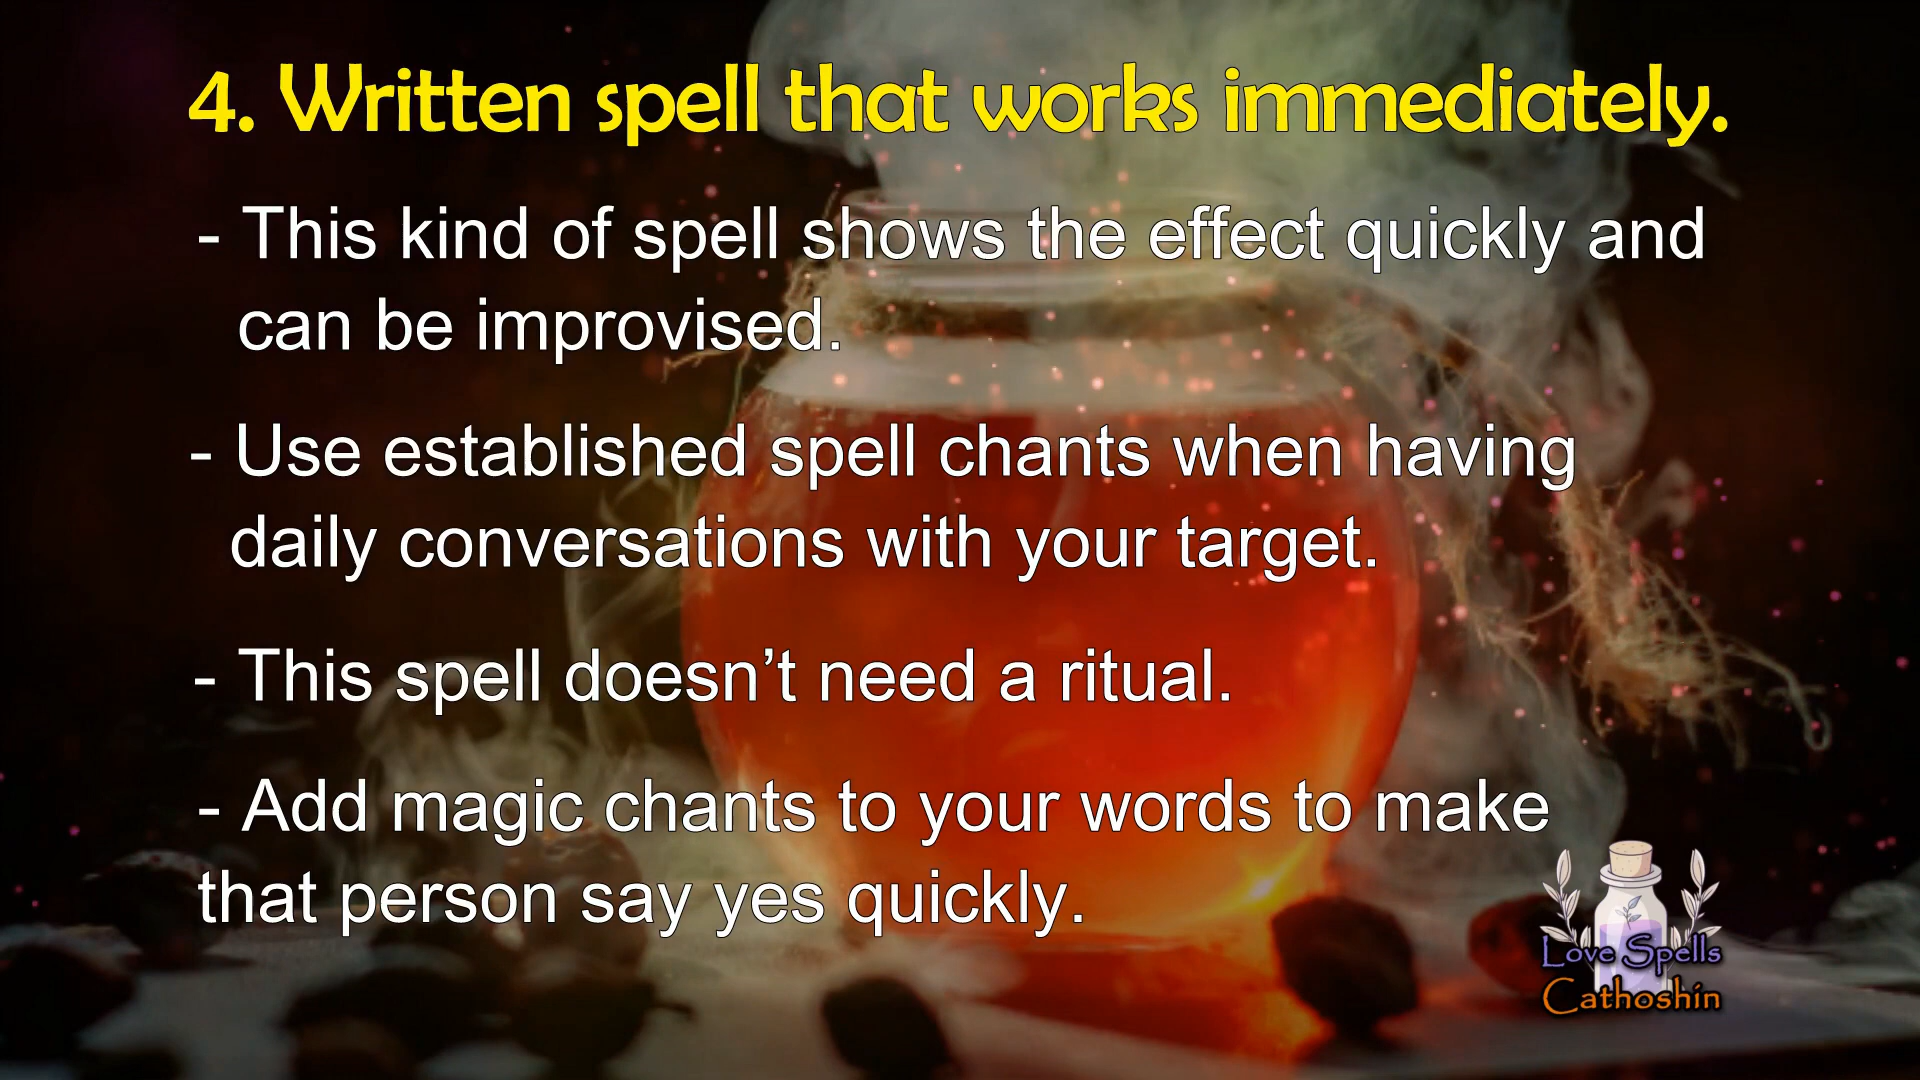 4. Written spell that works immediately.
- This kind of spell shows the effect quickly and
can be improvised.
- Use established spell chants when having
daily conversations with your target.
- This spell doesn’t need a ritual.
- Add magic chants to your words to make
that person say yes quickly.
Love Spells
Cathoshin